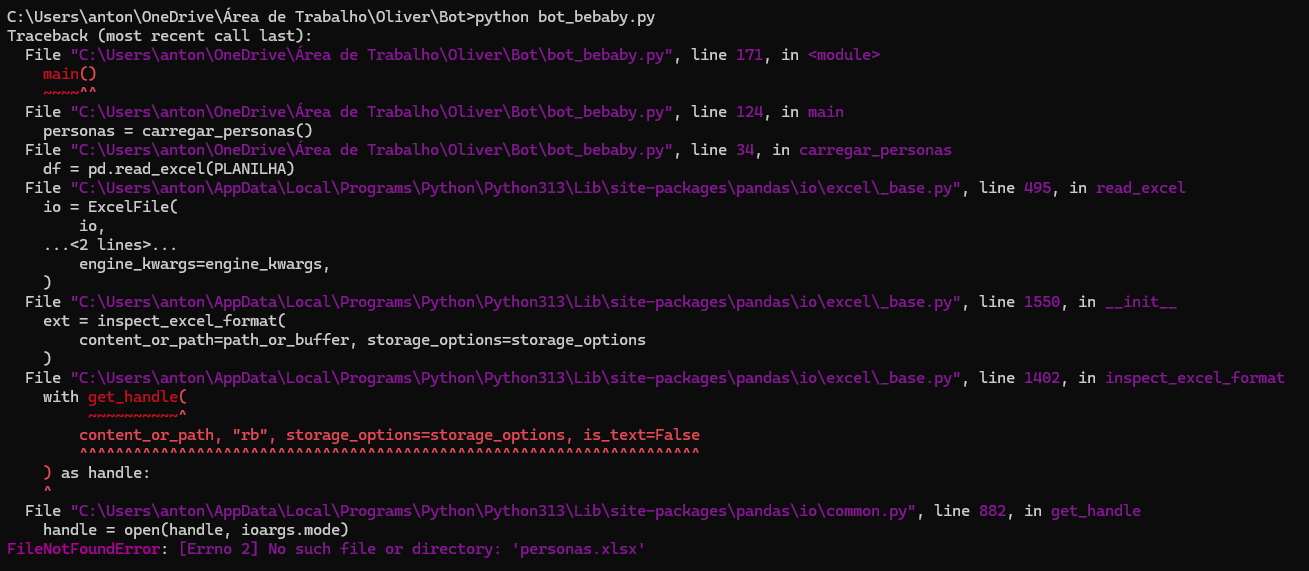 C:\Users\anton\OneDrive\Área de Trabalho\Oliver\Bot>python bot_bebaby.py
Traceback (most recent call last):
  File "C:\Users\anton\OneDrive\Área de Trabalho\Oliver\Bot\bot_bebaby.py", line 171, in <module>
    main()
    ~~~~^^
  File "C:\Users\anton\OneDrive\Área de Trabalho\Oliver\Bot\bot_bebaby.py", line 124, in main
    personas = carregar_personas()
  File "C:\Users\anton\OneDrive\Área de Trabalho\Oliver\Bot\bot_bebaby.py", line 34, in carregar_personas
    df = pd.read_excel(PLANILHA)
  File "C:\Users\anton\AppData\Local\Programs\Python\Python313\Lib\site-packages\pandas\io\excel\_base.py", line 495, in read_excel
    io = ExcelFile(
        io,
    ...<2 lines>...
        engine_kwargs=engine_kwargs,
    )
  File "C:\Users\anton\AppData\Local\Programs\Python\Python313\Lib\site-packages\pandas\io\excel\_base.py", line 1550, in __init__
    ext = inspect_excel_format(
        content_or_path=path_or_buffer, storage_options=storage_options
    )
  File "C:\Users\anton\AppData\Local\Programs\Python\Python313\Lib\site-packages\pandas\io\excel\_base.py", line 1402, in inspect_excel_format
    with get_handle(
         ~~~~~~~~~~^
        content_or_path, "rb", storage_options=storage_options, is_text=False
        ^^^^^^^^^^^^^^^^^^^^^^^^^^^^^^^^^^^^^^^^^^^^^^^^^^^^^^^^^^^^^^^^^^^^^
    ) as handle:
    ^
  File "C:\Users\anton\AppData\Local\Programs\Python\Python313\Lib\site-packages\pandas\io\common.py", line 882, in get_handle
    handle = open(handle, ioargs.mode)
FileNotFoundError: [Errno 2] No such file or directory: 'personas.xlsx'